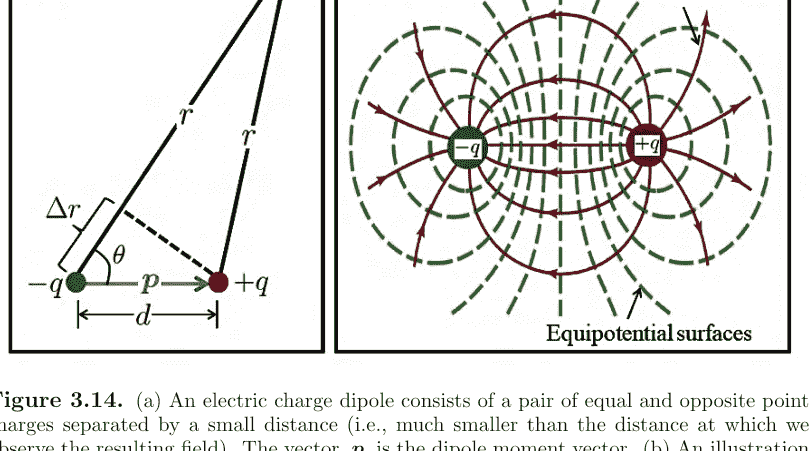 r
r
Δr
θ
−q
p
+q
d
−q
+q
Equipotential surfaces
igure 3.14. (a) An electric charge dipole consists of a pair of equal and opposite point
harges separated by a small distance (i.e., much smaller than the distance at which we
bserve the resulting field). The vector p is the dipole moment vector. (b) An illustration